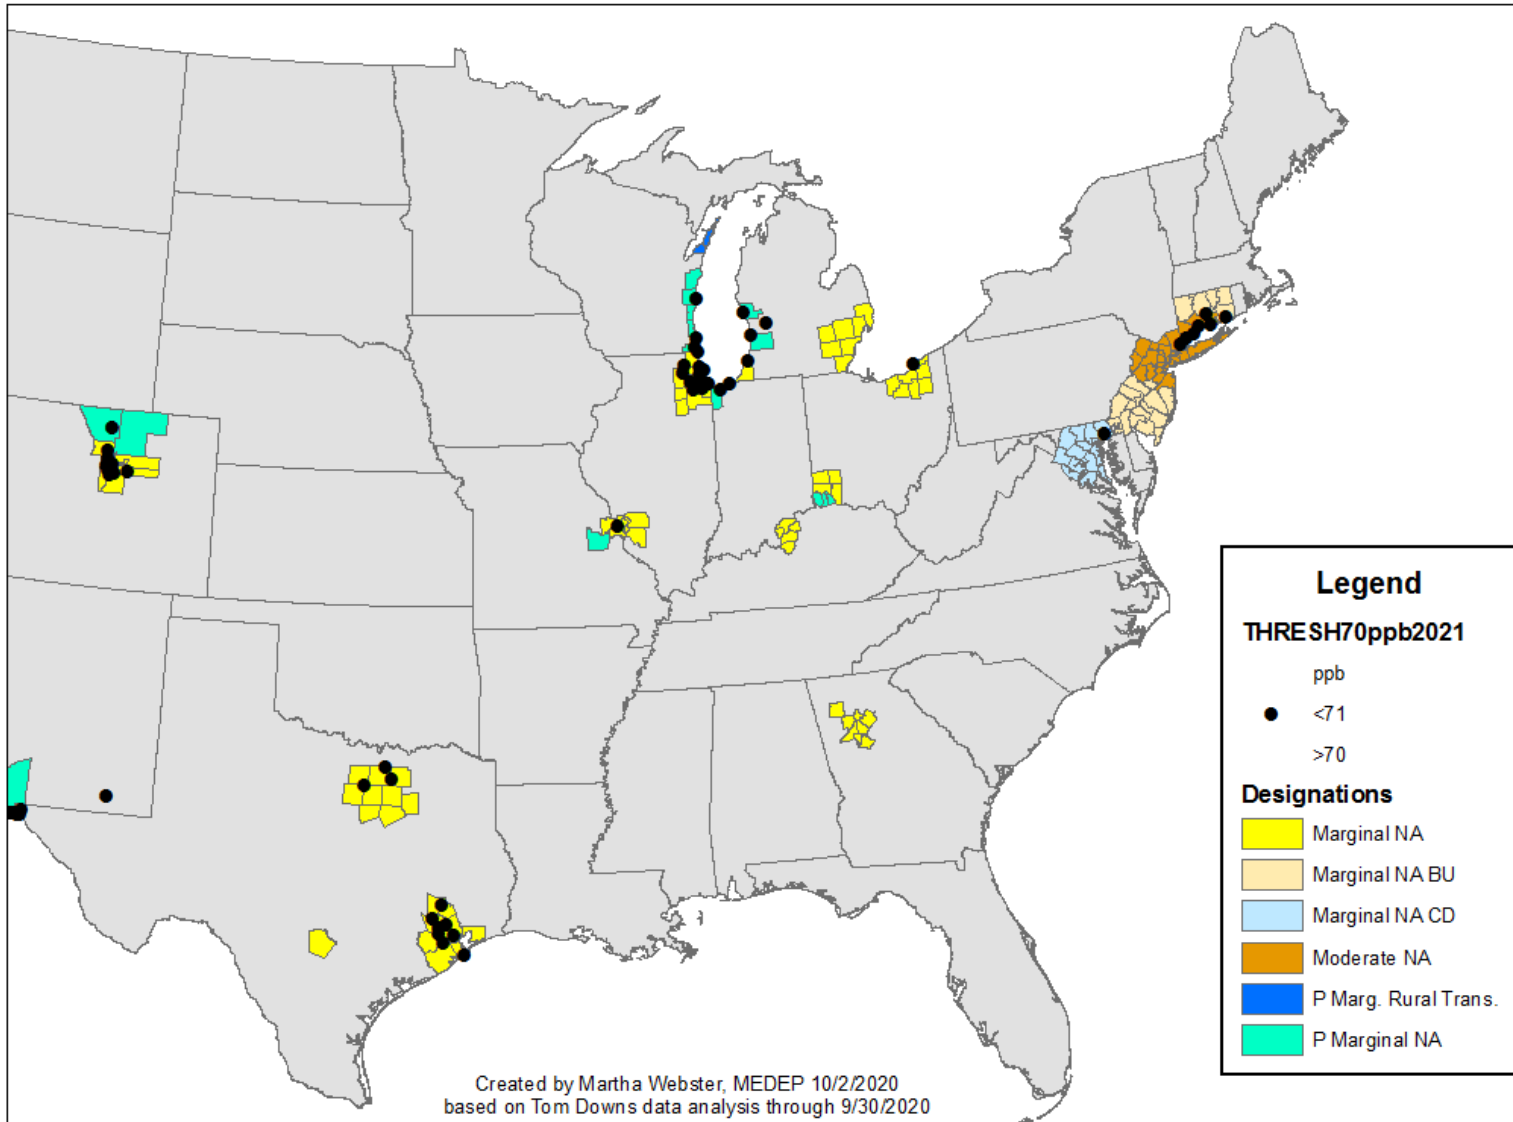 Legend
THRESH70ppb2021
ppb
<71
>70
Designations
Marginal NA
Marginal NA BU
Marginal NA CD
Moderate NA
P Marg. Rural Trans.
P Marginal NA
Created by Martha Webster, MEDEP 10/2/2020
based on Tom Downs data analysis through 9/30/2020